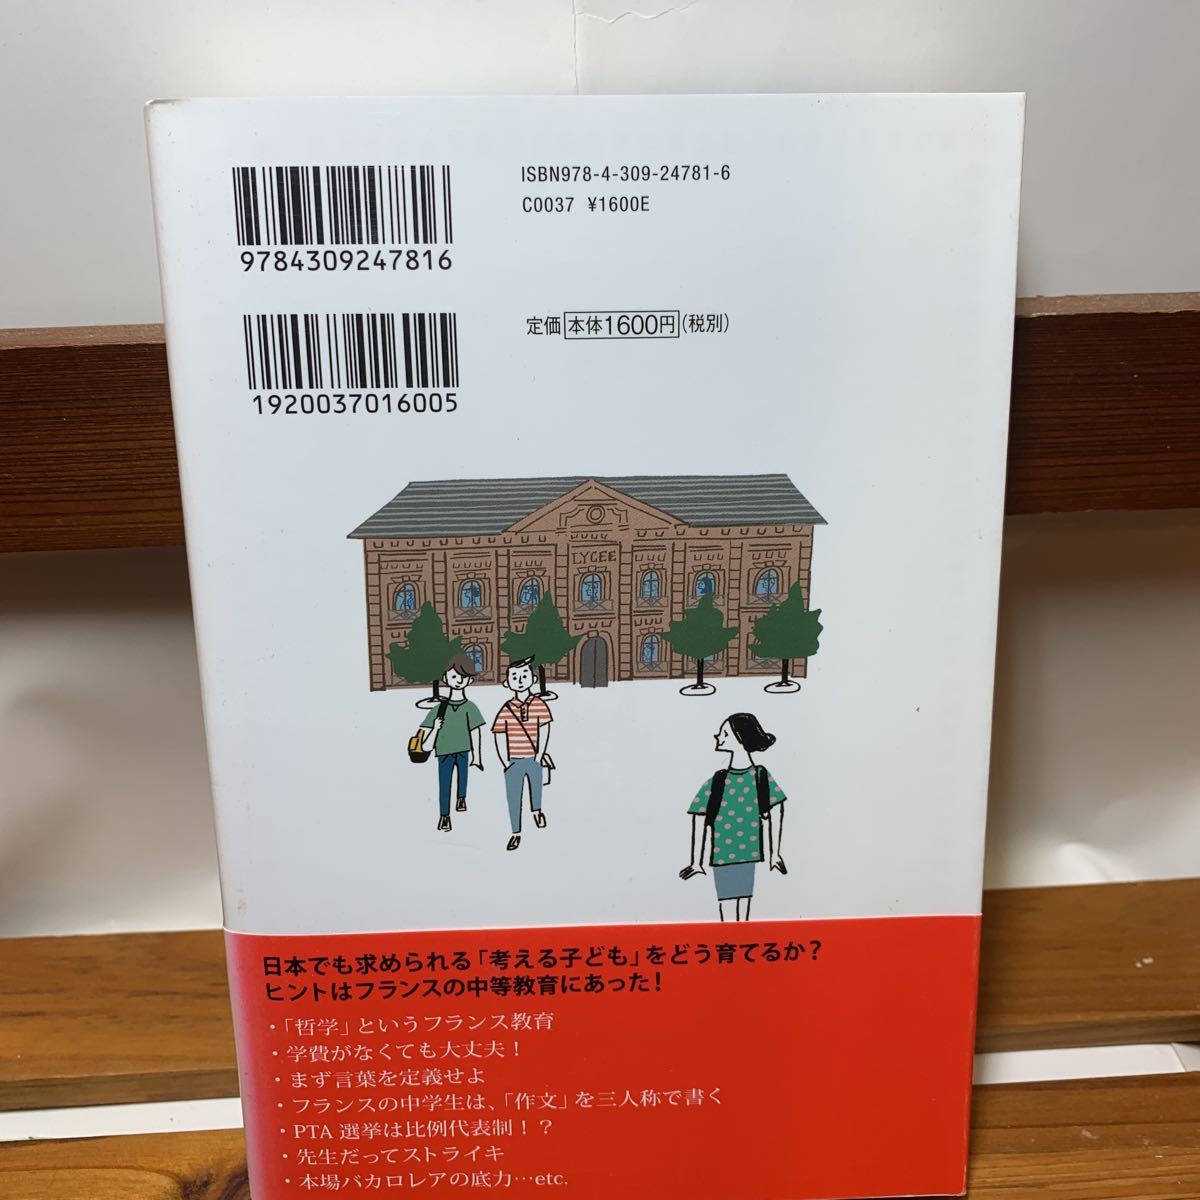 ISBN978-4-309-24781-6
C0037 ¥1600E
9784309247816
定価 本体1600円(税別)
1920037016005
LYCEE
日本でも求められる「考える子ども」をどう育てるか？
ヒントはフランスの中等教育にあった！
・「哲学」というフランス教育
・学費がなくても大丈夫！
・まず言葉を定義せよ
・フランスの中学生は、「作文」を三人称で書く
・PTA 選挙は比例代表制！？
・先生だってストライキ
・本場バカロレアの底力…etc.